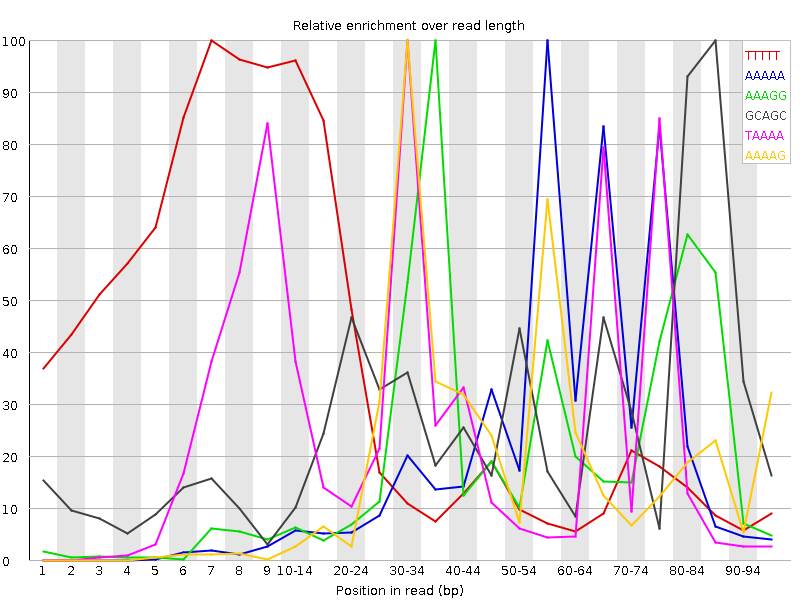 Relative enrichment over read length
100
90
80
70
60
50
40
30
20
10
0
TTTTT
AAAAA
AAAGG
GCAGC
TAAAA
AAAAG
1 2 3 4 5 6 7 8 9 10-14 20-24 30-34 40-44 50-54 60-64 70-74 80-84 90-94
Position in read (bp)